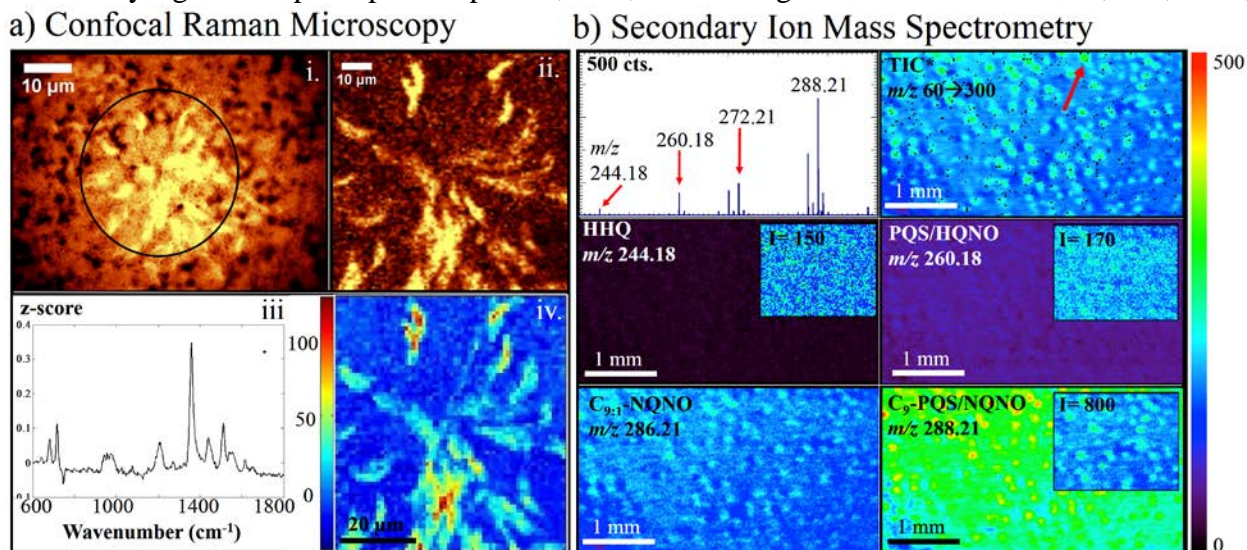 a) Confocal Raman Microscopy
b) Secondary Ion Mass Spectrometry
i.
10 μm
ii.
10 μm
z-score
iii
0.4
0.3
0.2
0.1
0
0.1
600
1000
1400
1800
Wavenumber (cm⁻¹)
100
50
0
iv.
20 um
500 cts.
m/z
244.18
260.18
272.21
288.21
TIC*
m/z 60→300
1 mm
HHQ
m/z 244.18
I= 150
1 mm
PQS/HQNO
m/z 260.18
I= 170
1 mm
C9:1-NQNO
m/z 286.21
1 mm
C9-PQS/NQNO
m/z 288.21
I= 800
1 mm
500
0